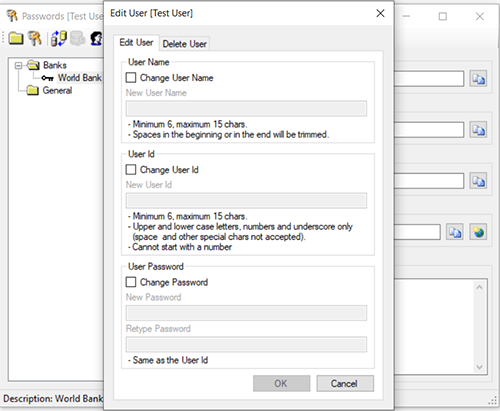 Passwords [Test User
Edit User [Test User]
Edit User
Delete User
Banks
World Bank
General
User Name
Change User Name
New User Name
- Minimum 6, maximum 15 chars.
- Spaces in the beginning or in the end will be trimmed.
User Id
Change User Id
New User Id
- Minimum 6, maximum 15 chars.
- Upper and lower case letters, numbers and underscore only
(space and other special chars not accepted).
- Cannot start with a number
User Password
Change Password
New Password
Retype Password
- Same as the User Id
OK
Cancel
Description: World Bank